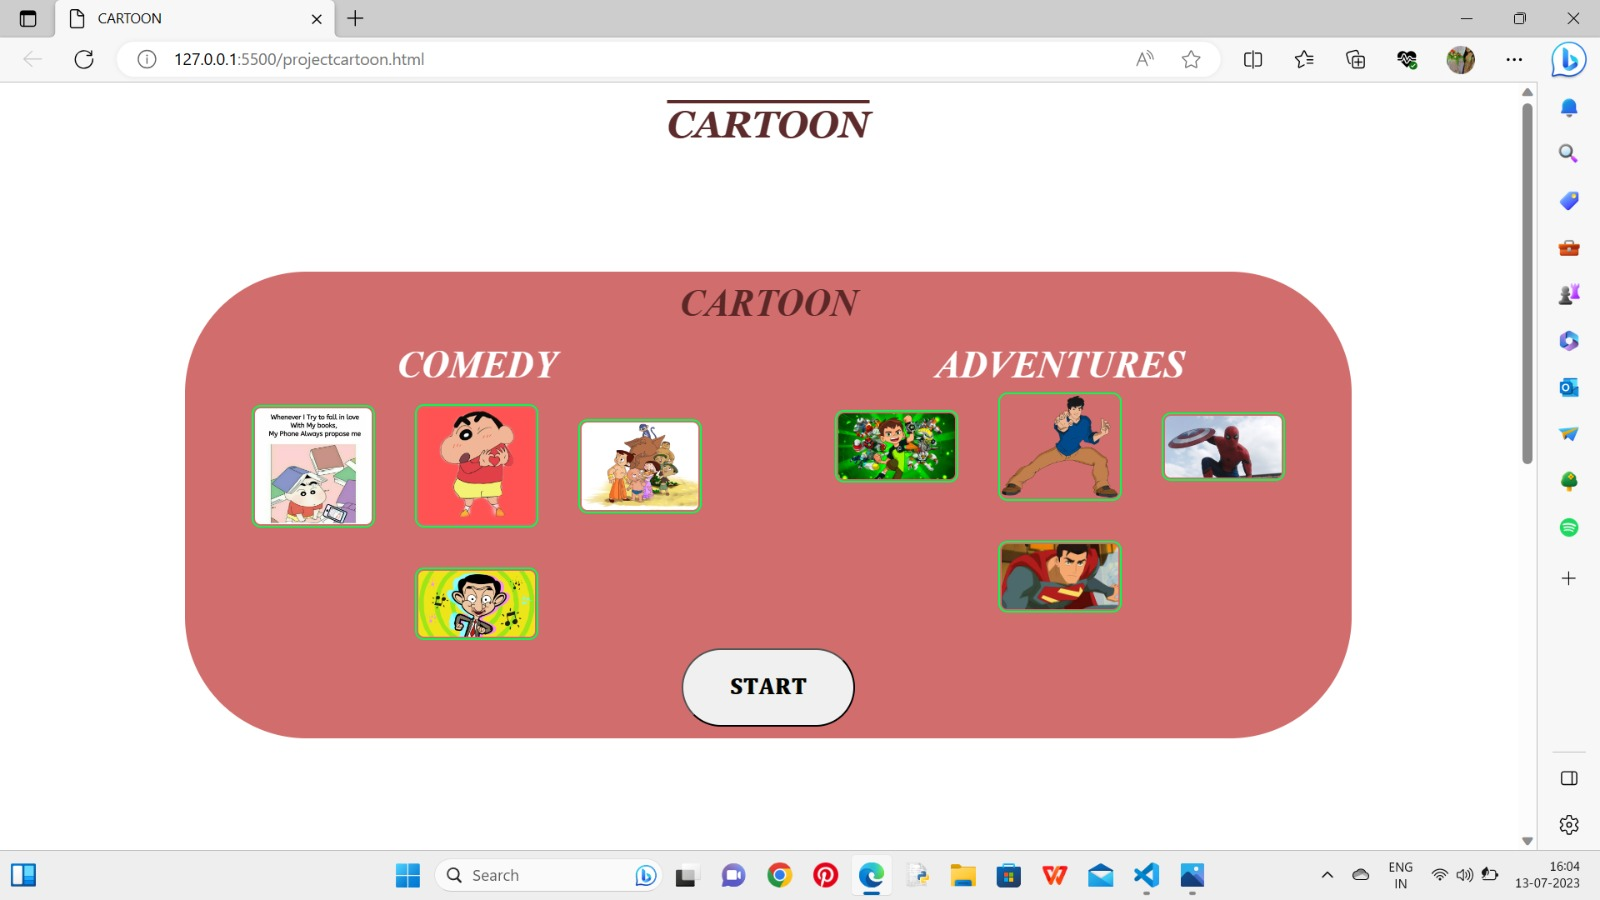 CARTOON
127.0.0.1:5500/projectcartoon.html
CARTOON
CARTOON
COMEDY
ADVENTURES
Whenever I Try to fall in love
With My books,
My Phone Always propose me
START
Search
ENG
IN
16:04
13-07-2023